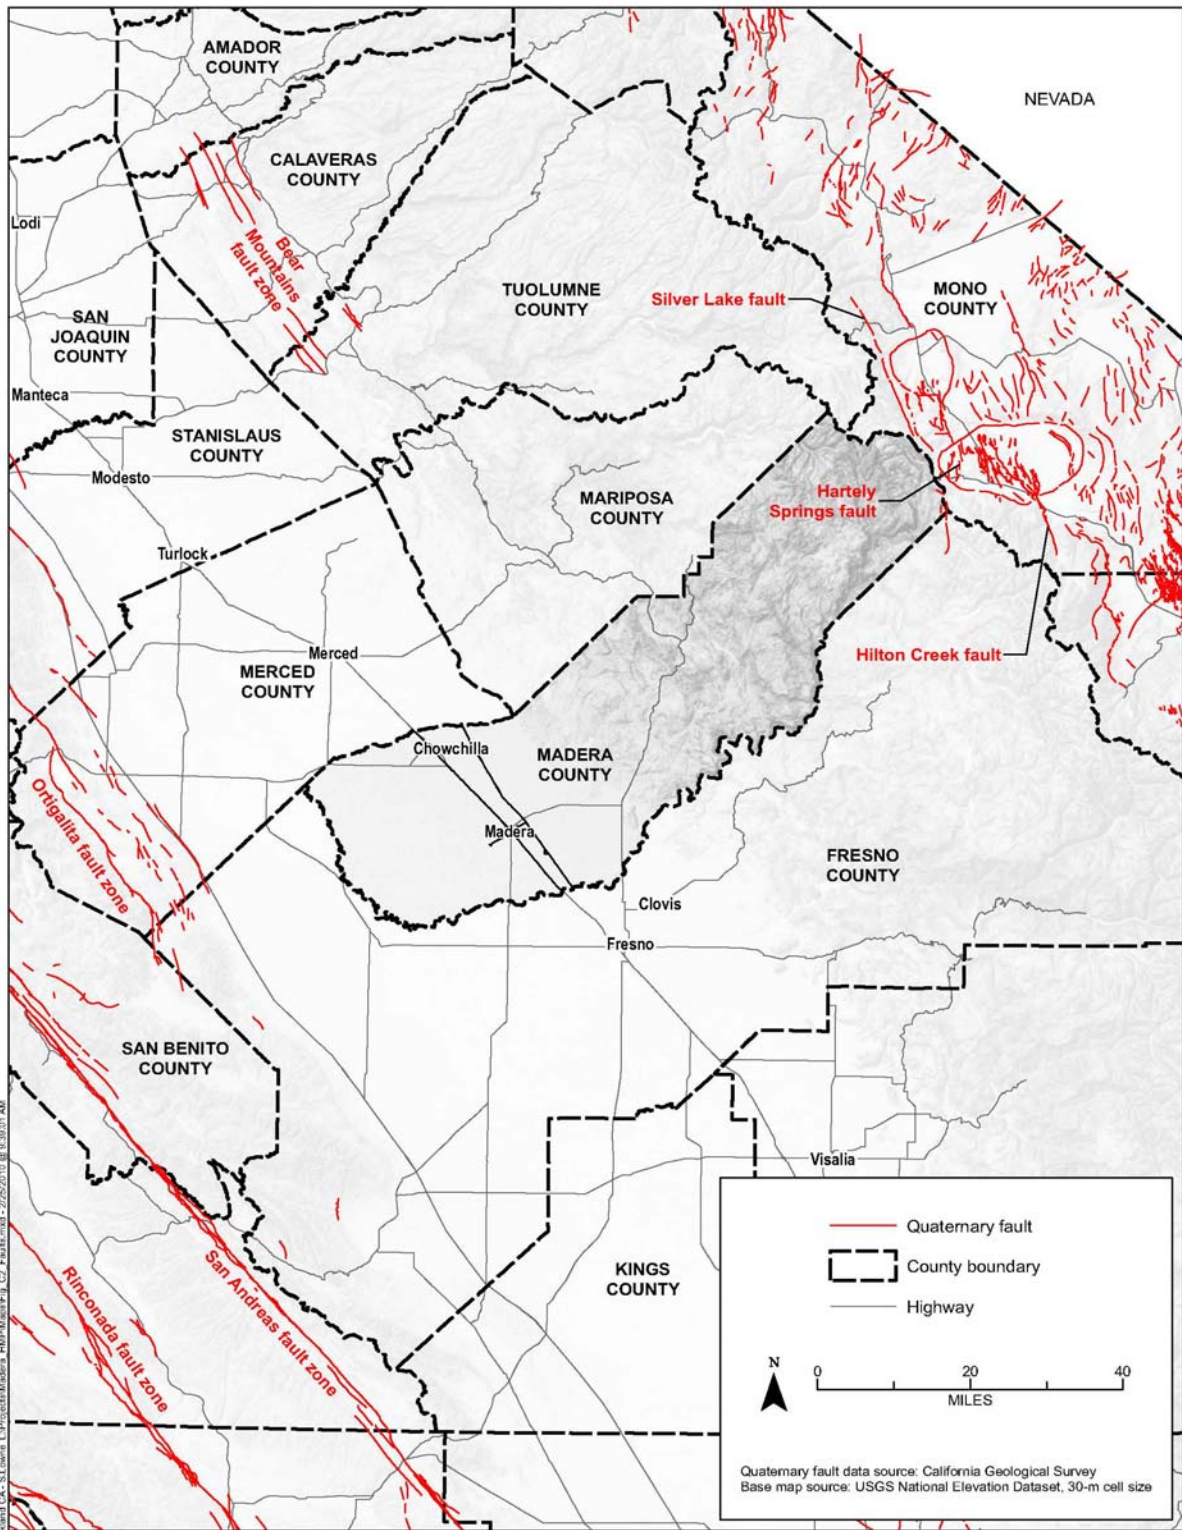 AMADOR
COUNTY
NEVADA
CALAVERAS
COUNTY
Lodi
Bear
Mountains
fault zone
TUOLUMNE
COUNTY
Silver Lake fault
MONO
COUNTY
SAN
JOAQUIN
COUNTY
Manteca
STANISLAUS
COUNTY
Modesto
MARIPOSA
COUNTY
Hartely
Springs fault
Turlock
Merced
MERCED
COUNTY
Hilton Creek fault
Chowchilla
MADERA
COUNTY
Ortigalita fault zone
Madera
FRESNO
COUNTY
Clovis
Fresno
SAN BENITO
COUNTY
Visalia
KINGS
COUNTY
San Andreas fault zone
Rinconada fault zone
Quaternary fault
County boundary
Highway
N
0 20 40
MILES
Quaternary fault data source: California Geological Survey
Base map source: USGS National Elevation Dataset, 30-m cell size